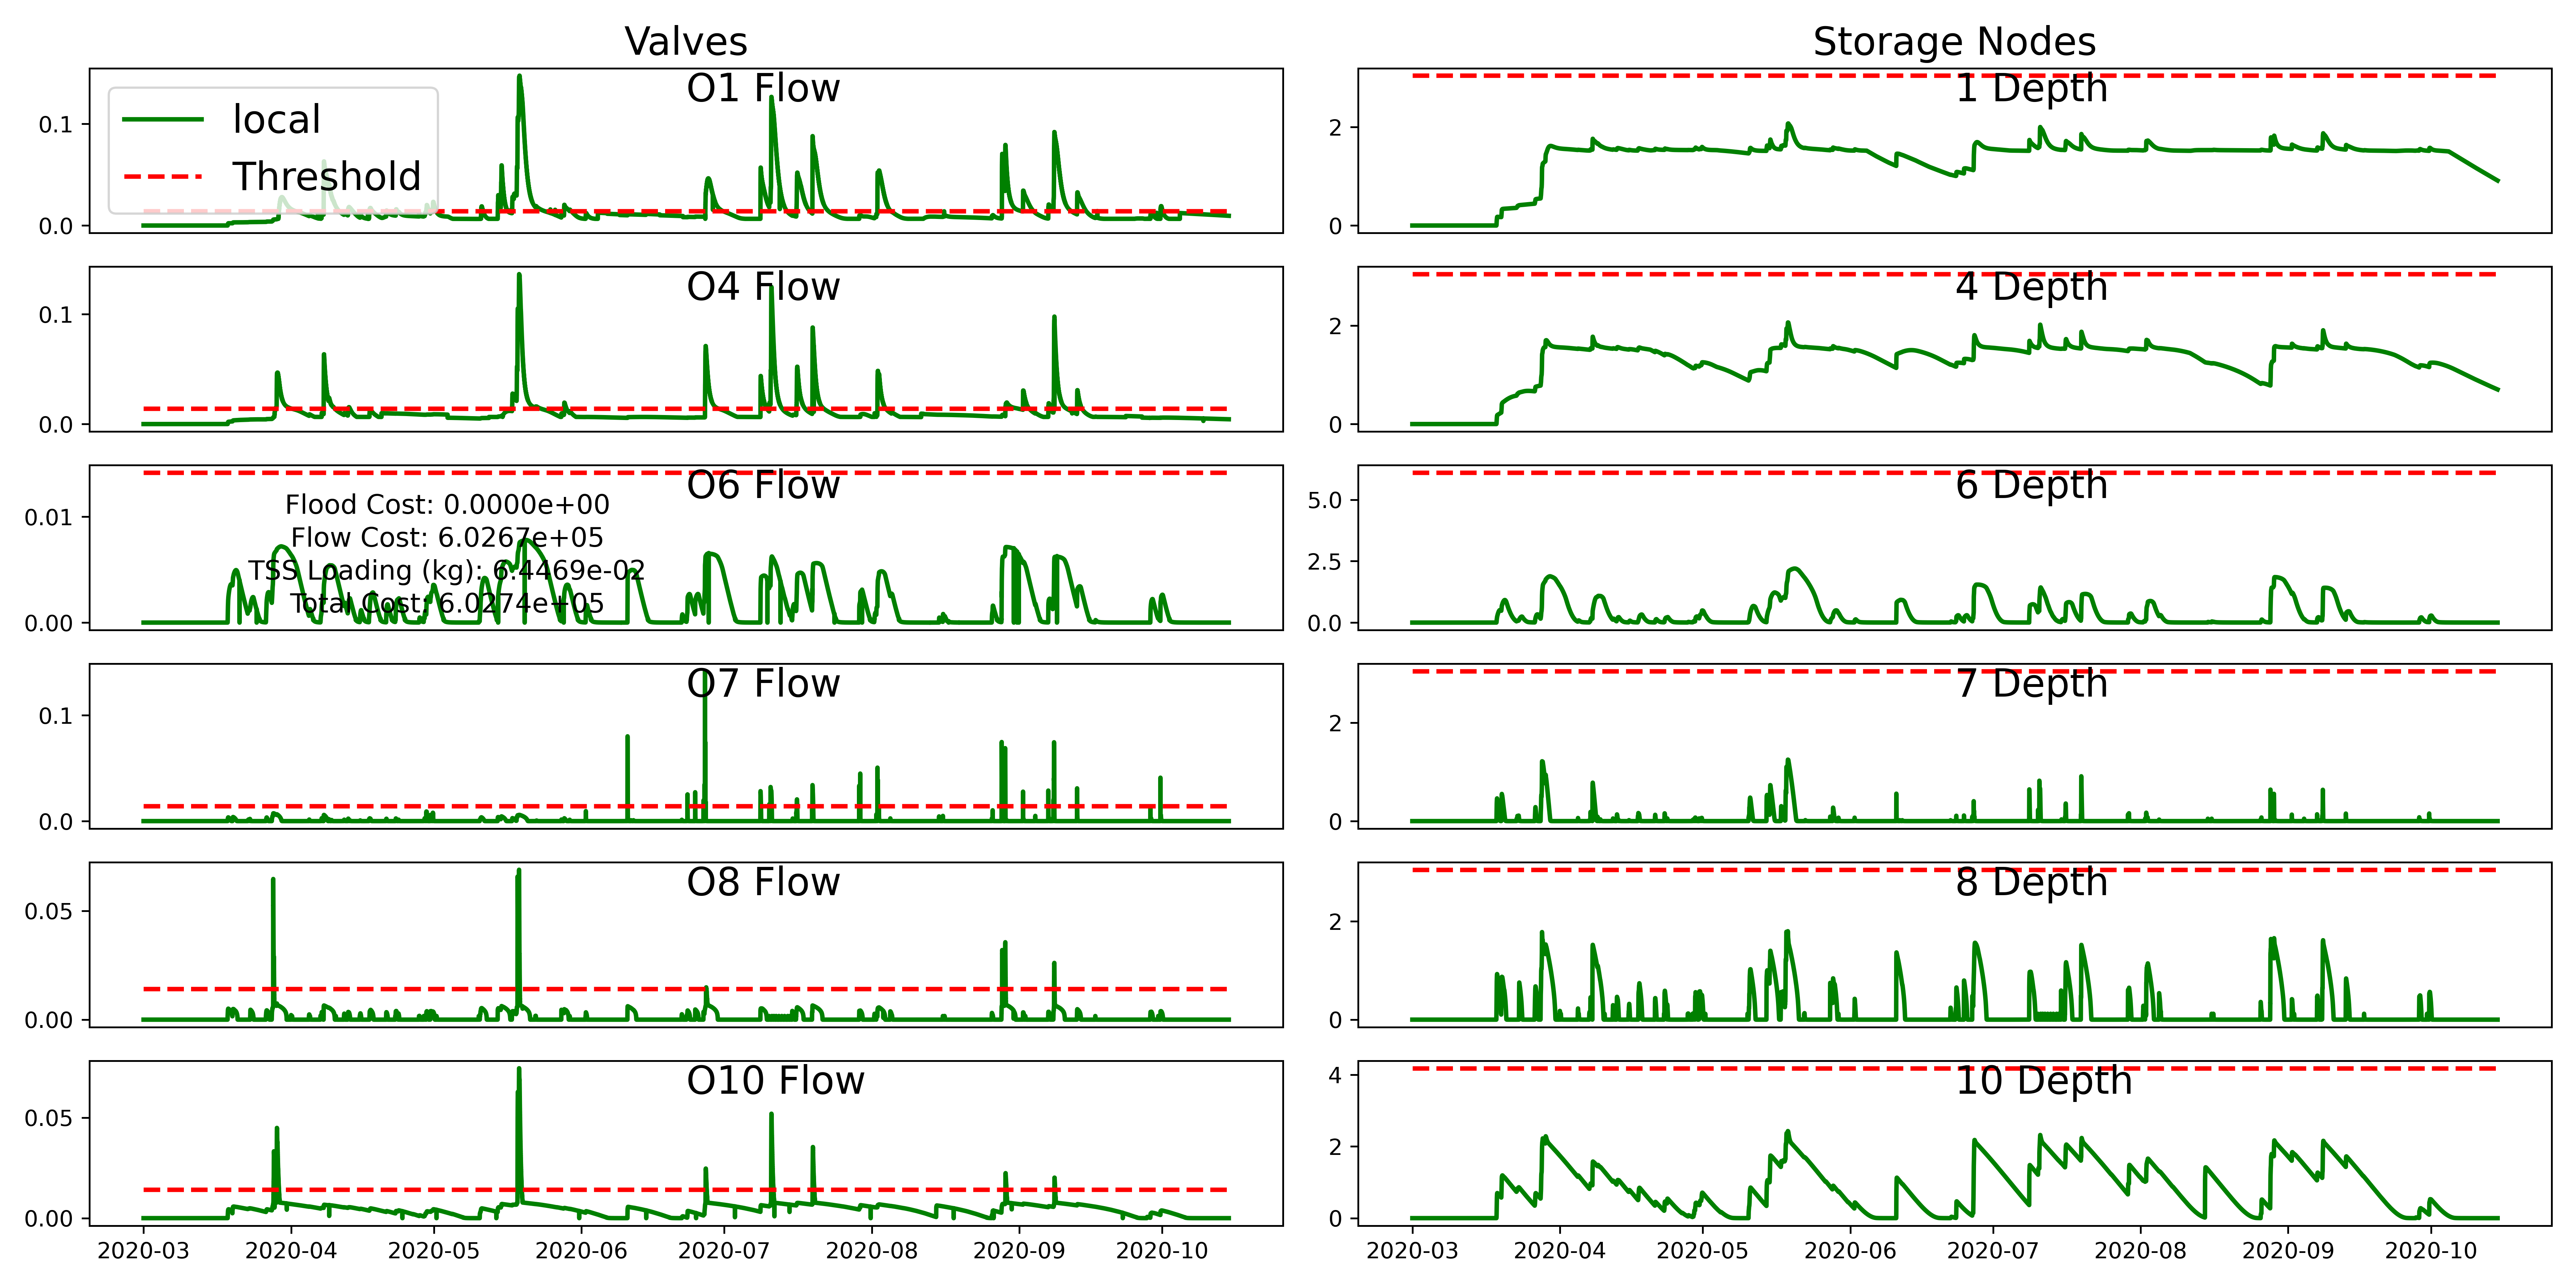 Valves
O1 Flow
0.1
0.0
local
Threshold
O4 Flow
0.1
0.0
O6 Flow
0.01
0.00
Flood Cost: 0.0000e+00
Flow Cost: 6.0267e+05
TSS Loading (kg): 6.4469e-02
Total Cost: 6.0274e+05
O7 Flow
0.1
0.0
O8 Flow
0.05
0.00
O10 Flow
0.05
0.00
2020-03 2020-04 2020-05 2020-06 2020-07 2020-08 2020-09 2020-10
Storage Nodes
1 Depth
2
0
4 Depth
2
0
6 Depth
5.0
2.5
0.0
7 Depth
2
0
8 Depth
2
0
10 Depth
4
2
0
2020-03 2020-04 2020-05 2020-06 2020-07 2020-08 2020-09 2020-10